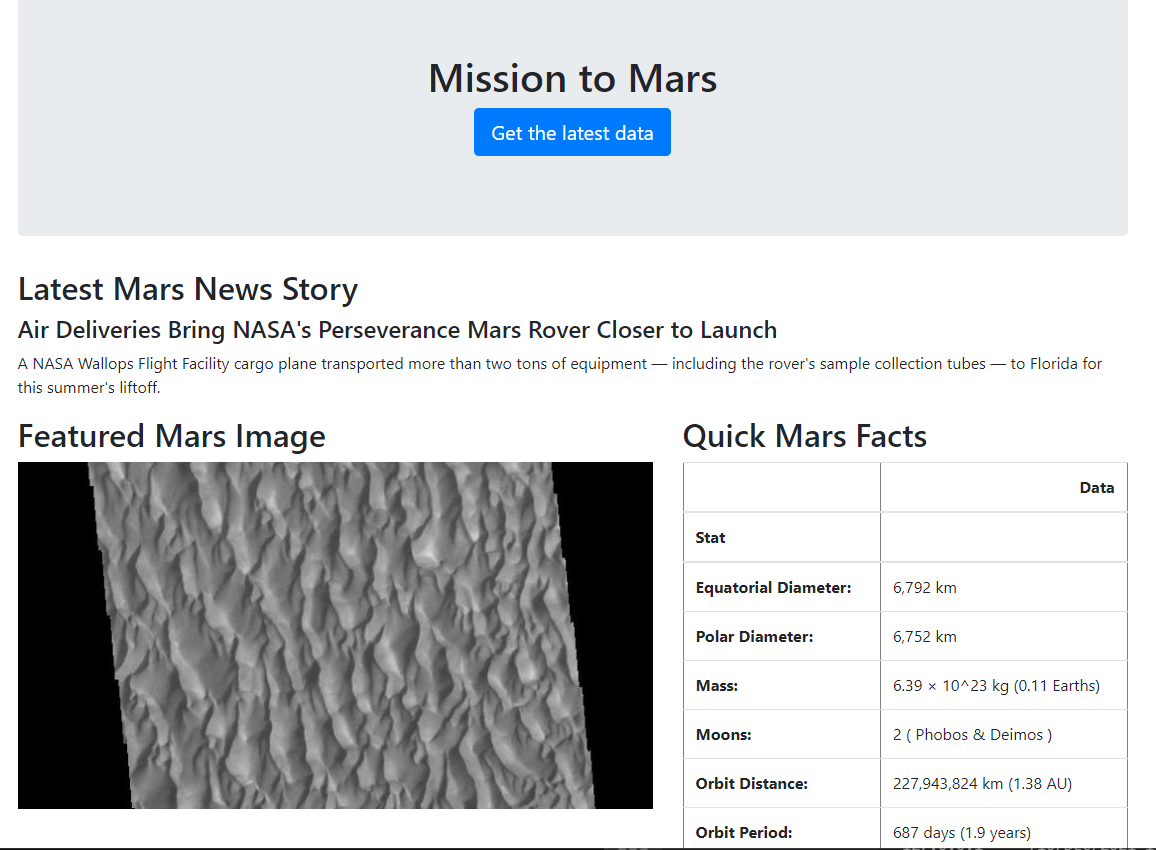 Mission to Mars
Get the latest data
Latest Mars News Story
Air Deliveries Bring NASA's Perseverance Mars Rover Closer to Launch
A NASA Wallops Flight Facility cargo plane transported more than two tons of equipment — including the rover's sample collection tubes — to Florida for
this summer's liftoff.
Featured Mars Image
Quick Mars Facts
Data
Stat
Equatorial Diameter: 6,792 km
Polar Diameter: 6,752 km
Mass: 6.39 × 10^23 kg (0.11 Earths)
Moons: 2 ( Phobos & Deimos )
Orbit Distance: 227,943,824 km (1.38 AU)
Orbit Period: 687 days (1.9 years)